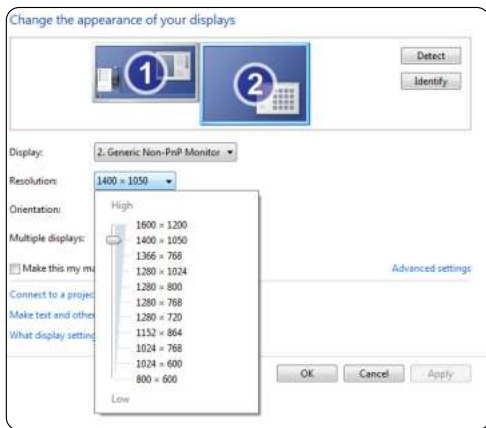 Change the appearance of your displays
1
2
Detect
Identify
Display:
2. Generic Non-PnP Monitor
Resolution:
1400 × 1050
Orientation:
High
1600 × 1200
Multiple displays:
1400 × 1050
1366 × 768
Make this my ma
1280 × 1024
Advanced settings
1280 × 800
Connect to a projec
1280 × 768
Make text and other
1280 × 720
What display setting
1152 × 864
1024 × 768
1024 × 600
800 × 600
OK
Cancel
Apply
Low